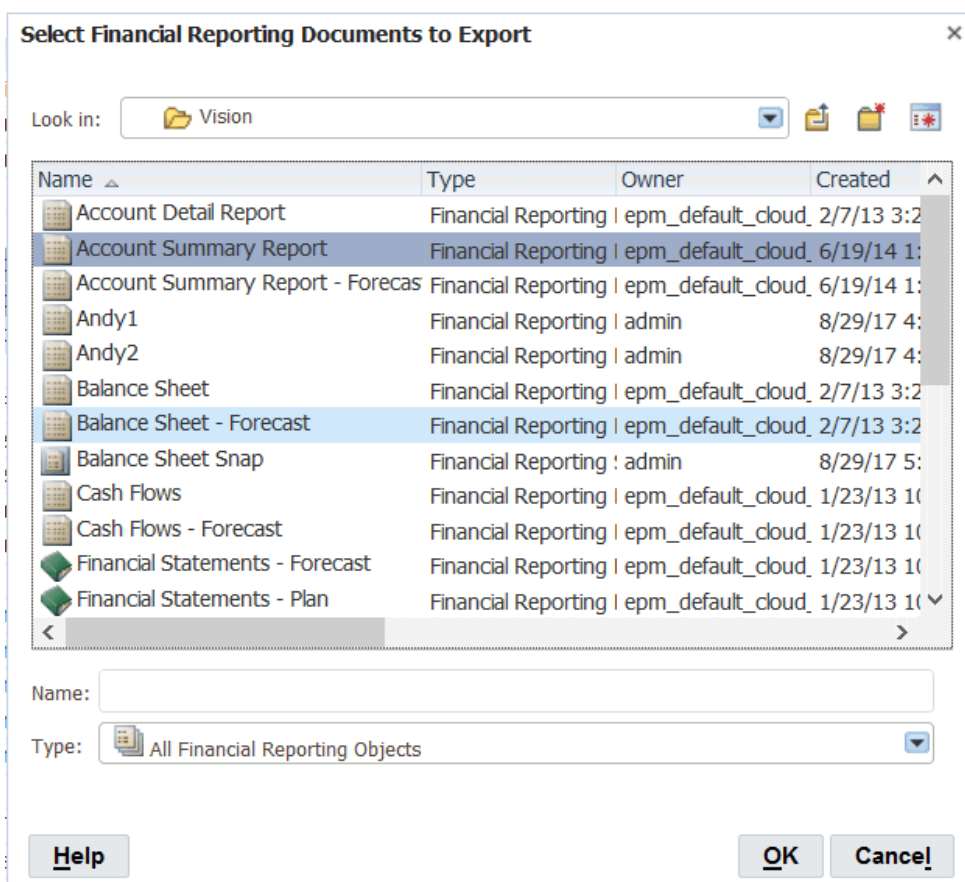 Select Financial Reporting Documents to Export
Look in: Vision
Name Type Owner Created
Account Detail Report Financial Reporting epm_default_cloud_ 2/7/13 3:2
Account Summary Report Financial Reporting epm_default_cloud_ 6/19/14 1:
Account Summary Report - Forecas Financial Reporting epm_default_cloud_ 6/19/14 1:
Andy1 Financial Reporting admin 8/29/17 4:
Andy2 Financial Reporting admin 8/29/17 4:
Balance Sheet Financial Reporting epm_default_cloud_ 2/7/13 3:2
Balance Sheet - Forecast Financial Reporting epm_default_cloud_ 2/7/13 3:2
Balance Sheet Snap Financial Reporting admin 8/29/17 5:
Cash Flows Financial Reporting epm_default_cloud_ 1/23/13 10
Cash Flows - Forecast Financial Reporting epm_default_cloud_ 1/23/13 10
Financial Statements - Forecast Financial Reporting epm_default_cloud_ 1/23/13 10
Financial Statements - Plan Financial Reporting epm_default_cloud_ 1/23/13 10
Name:
Type: All Financial Reporting Objects
Help OK Cancel